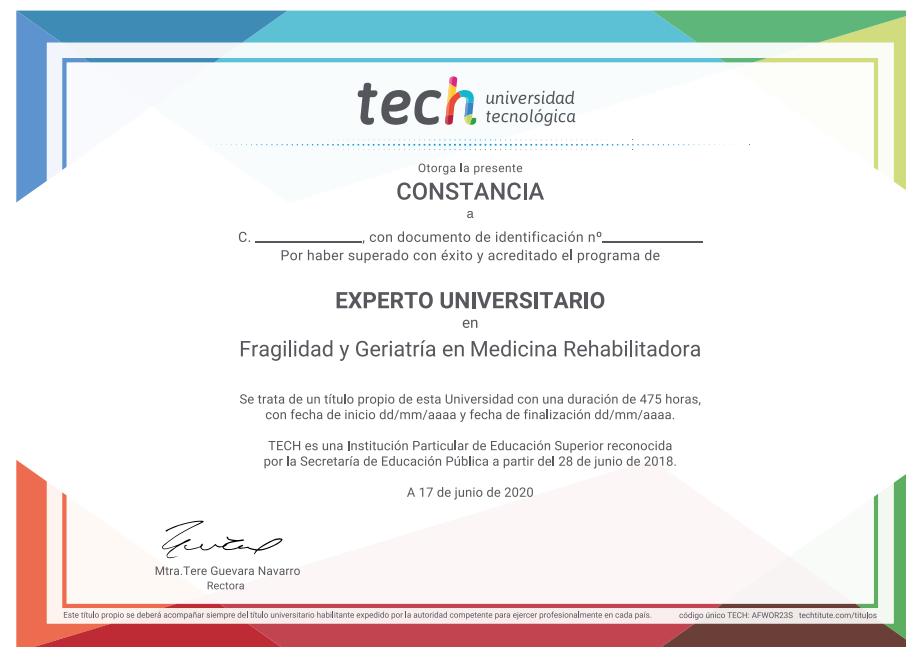 tech universidad
tecnológica
Otorga la presente
CONSTANCIA
a
C. ____________, con documento de identificación nº____________
Por haber superado con éxito y acreditado el programa de
EXPERTO UNIVERSITARIO
en
Fragilidad y Geriatría en Medicina Rehabilitadora
Se trata de un título propio de esta Universidad con una duración de 475 horas,
con fecha de inicio dd/mm/aaaa y fecha de finalización dd/mm/aaaa.
TECH es una Institución Particular de Educación Superior reconocida
por la Secretaría de Educación Pública a partir del 28 de junio de 2018.
A 17 de junio de 2020
Mtra.Tere Guevara Navarro
Rectora
Este título propio se deberá acompañar siempre del título universitario habilitante expedido por la autoridad competente para ejercer profesionalmente en cada país. código único TECH: AFWOR23S techtitute.com/titulos